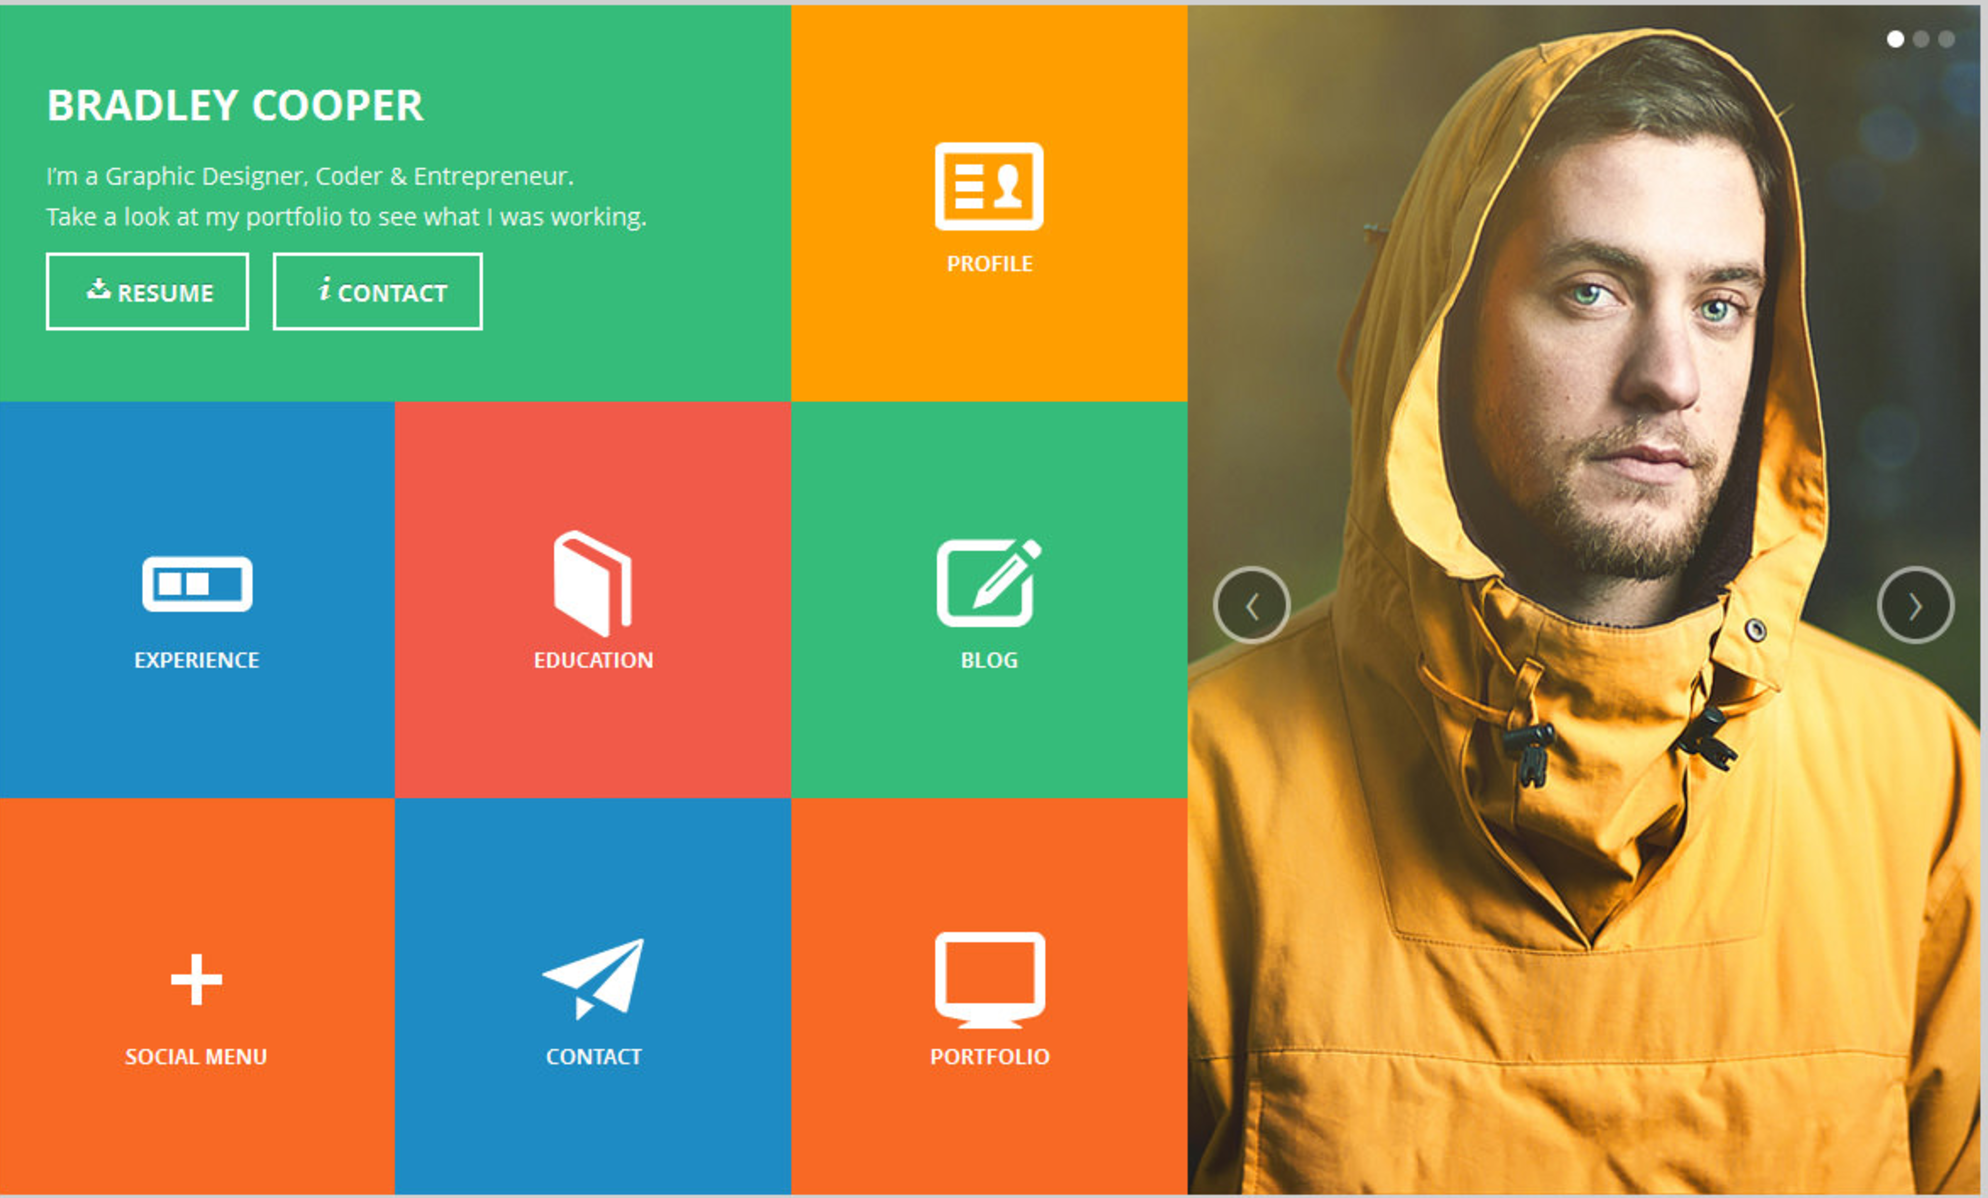 BRADLEY COOPER
I'm a Graphic Designer, Coder & Entrepreneur.
Take a look at my portfolio to see what I was working.
RESUME
i CONTACT
PROFILE
EXPERIENCE
EDUCATION
BLOG
SOCIAL MENU
CONTACT
PORTFOLIO